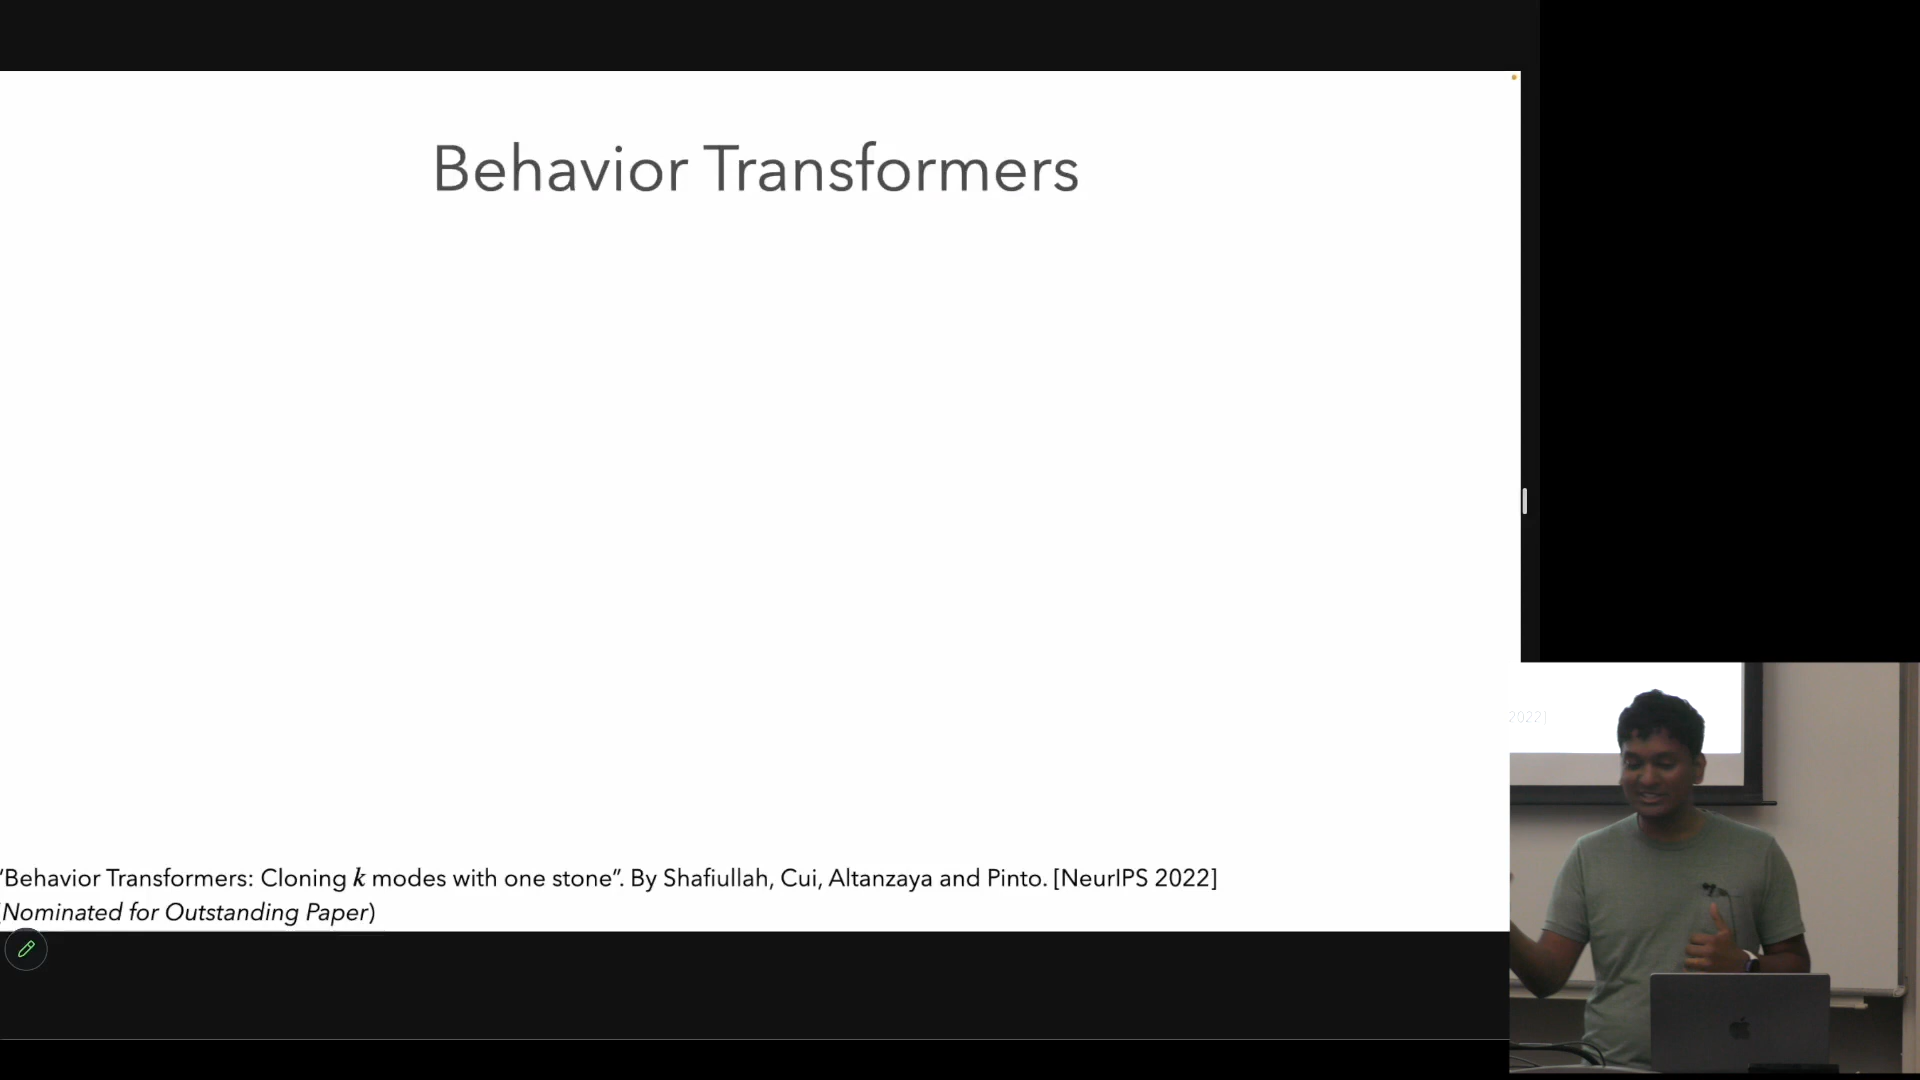 Behavior Transformers
2022]
"Behavior Transformers: Cloning k modes with one stone". By Shafiullah, Cui, Altanzaya and Pinto. [NeurIPS 2022]
(Nominated for Outstanding Paper)